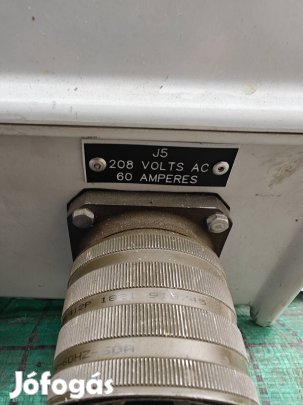 J5
208 VOLTS AC
60 AMPERES
Jófogás